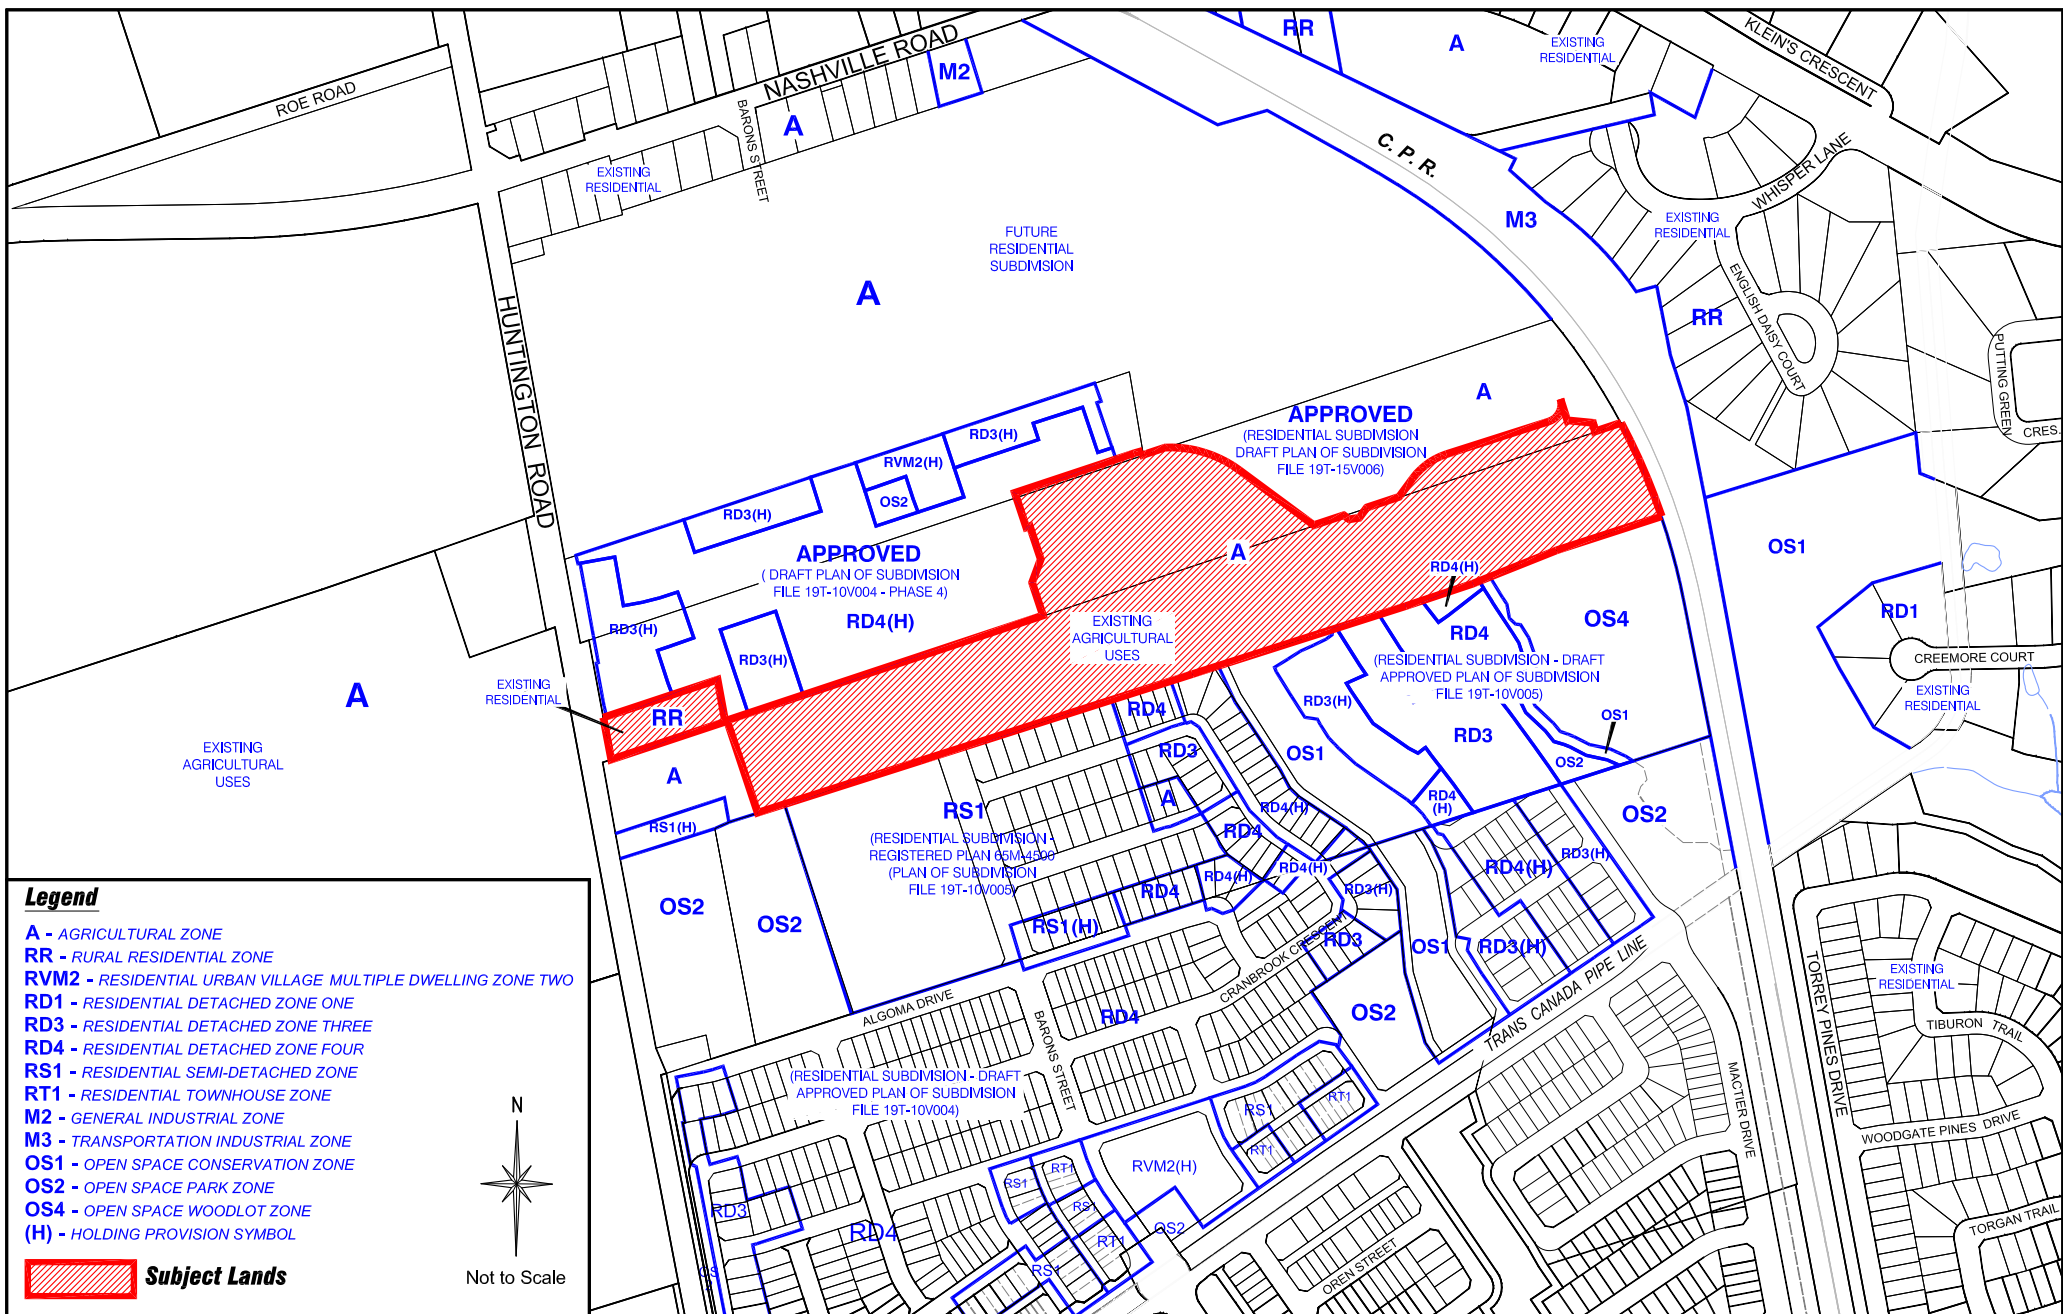 RR
A
EXISTING
RESIDENTIAL
KLEIN'S CRESCENT
NASHVILLE ROAD
M2
ROE ROAD
BARONS STREET
A
C. P. R.
EXISTING
RESIDENTIAL
WHISPER LANE
M3
EXISTING
RESIDENTIAL
FUTURE
RESIDENTIAL
SUBDIVISION
A
ENGLISH DAISY COURT
RR
HUNTINGTON ROAD
PUTTING GREEN
CRES.
A
APPROVED
(RESIDENTIAL SUBDIVISION
DRAFT PLAN OF SUBDIVISION
FILE 19T-15V006)
RD3(H)
RVM2(H)
OS2
RD3(H)
APPROVED
( DRAFT PLAN OF SUBDIVISION
FILE 19T-10V004 - PHASE 4)
RD4(H)
RD3(H)
RD3(H)
A
RD4(H)
OS1
EXISTING
AGRICULTURAL
USES
RD4
OS4
RD1
(RESIDENTIAL SUBDIVISION - DRAFT
APPROVED PLAN OF SUBDIVISION
FILE 19T-10V005)
CREEMORE COURT
EXISTING
RESIDENTIAL
EXISTING
RESIDENTIAL
A
RR
RD4
RD3(H)
OS1
RD3
OS1
OS2
EXISTING
AGRICULTURAL
USES
A
RD3
A
RD4
(H)
RD4(H)
RS1
(RESIDENTIAL SUBDIVISION -
REGISTERED PLAN 65M-4500
(PLAN OF SUBDIVISION
FILE 19T-10V005)
RS1(H)
RD4
OS2
RD4(H)
RD3(H)
RD4(H)
RD4(H)
RD4
RD3(H)
OS2
OS2
RS1(H)
RD3
OS1
RD3(H)
CRANBROOK CRESCENT
TRANS CANADA PIPE LINE
TORREY PINES DRIVE
EXISTING
RESIDENTIAL
ALGOMA DRIVE
BARONS STREET
RD4
OS2
TIBURON TRAIL
MACTIER DRIVE
WOODGATE PINES DRIVE
(RESIDENTIAL SUBDIVISION - DRAFT
APPROVED PLAN OF SUBDIVISION
FILE 19T-10V004)
RS1
RT1
RT1
RVM2(H)
RS1
RT1
RS1
RT1
RS1
OS2
RD3
RD4
OREN STREET
TORGAN TRAIL
Legend
A - AGRICULTURAL ZONE
RR - RURAL RESIDENTIAL ZONE
RVM2 - RESIDENTIAL URBAN VILLAGE MULTIPLE DWELLING ZONE TWO
RD1 - RESIDENTIAL DETACHED ZONE ONE
RD3 - RESIDENTIAL DETACHED ZONE THREE
RD4 - RESIDENTIAL DETACHED ZONE FOUR
RS1 - RESIDENTIAL SEMI-DETACHED ZONE
RT1 - RESIDENTIAL TOWNHOUSE ZONE
M2 - GENERAL INDUSTRIAL ZONE
M3 - TRANSPORTATION INDUSTRIAL ZONE
OS1 - OPEN SPACE CONSERVATION ZONE
OS2 - OPEN SPACE PARK ZONE
OS4 - OPEN SPACE WOODLOT ZONE
(H) - HOLDING PROVISION SYMBOL
Subject Lands
N
Not to Scale